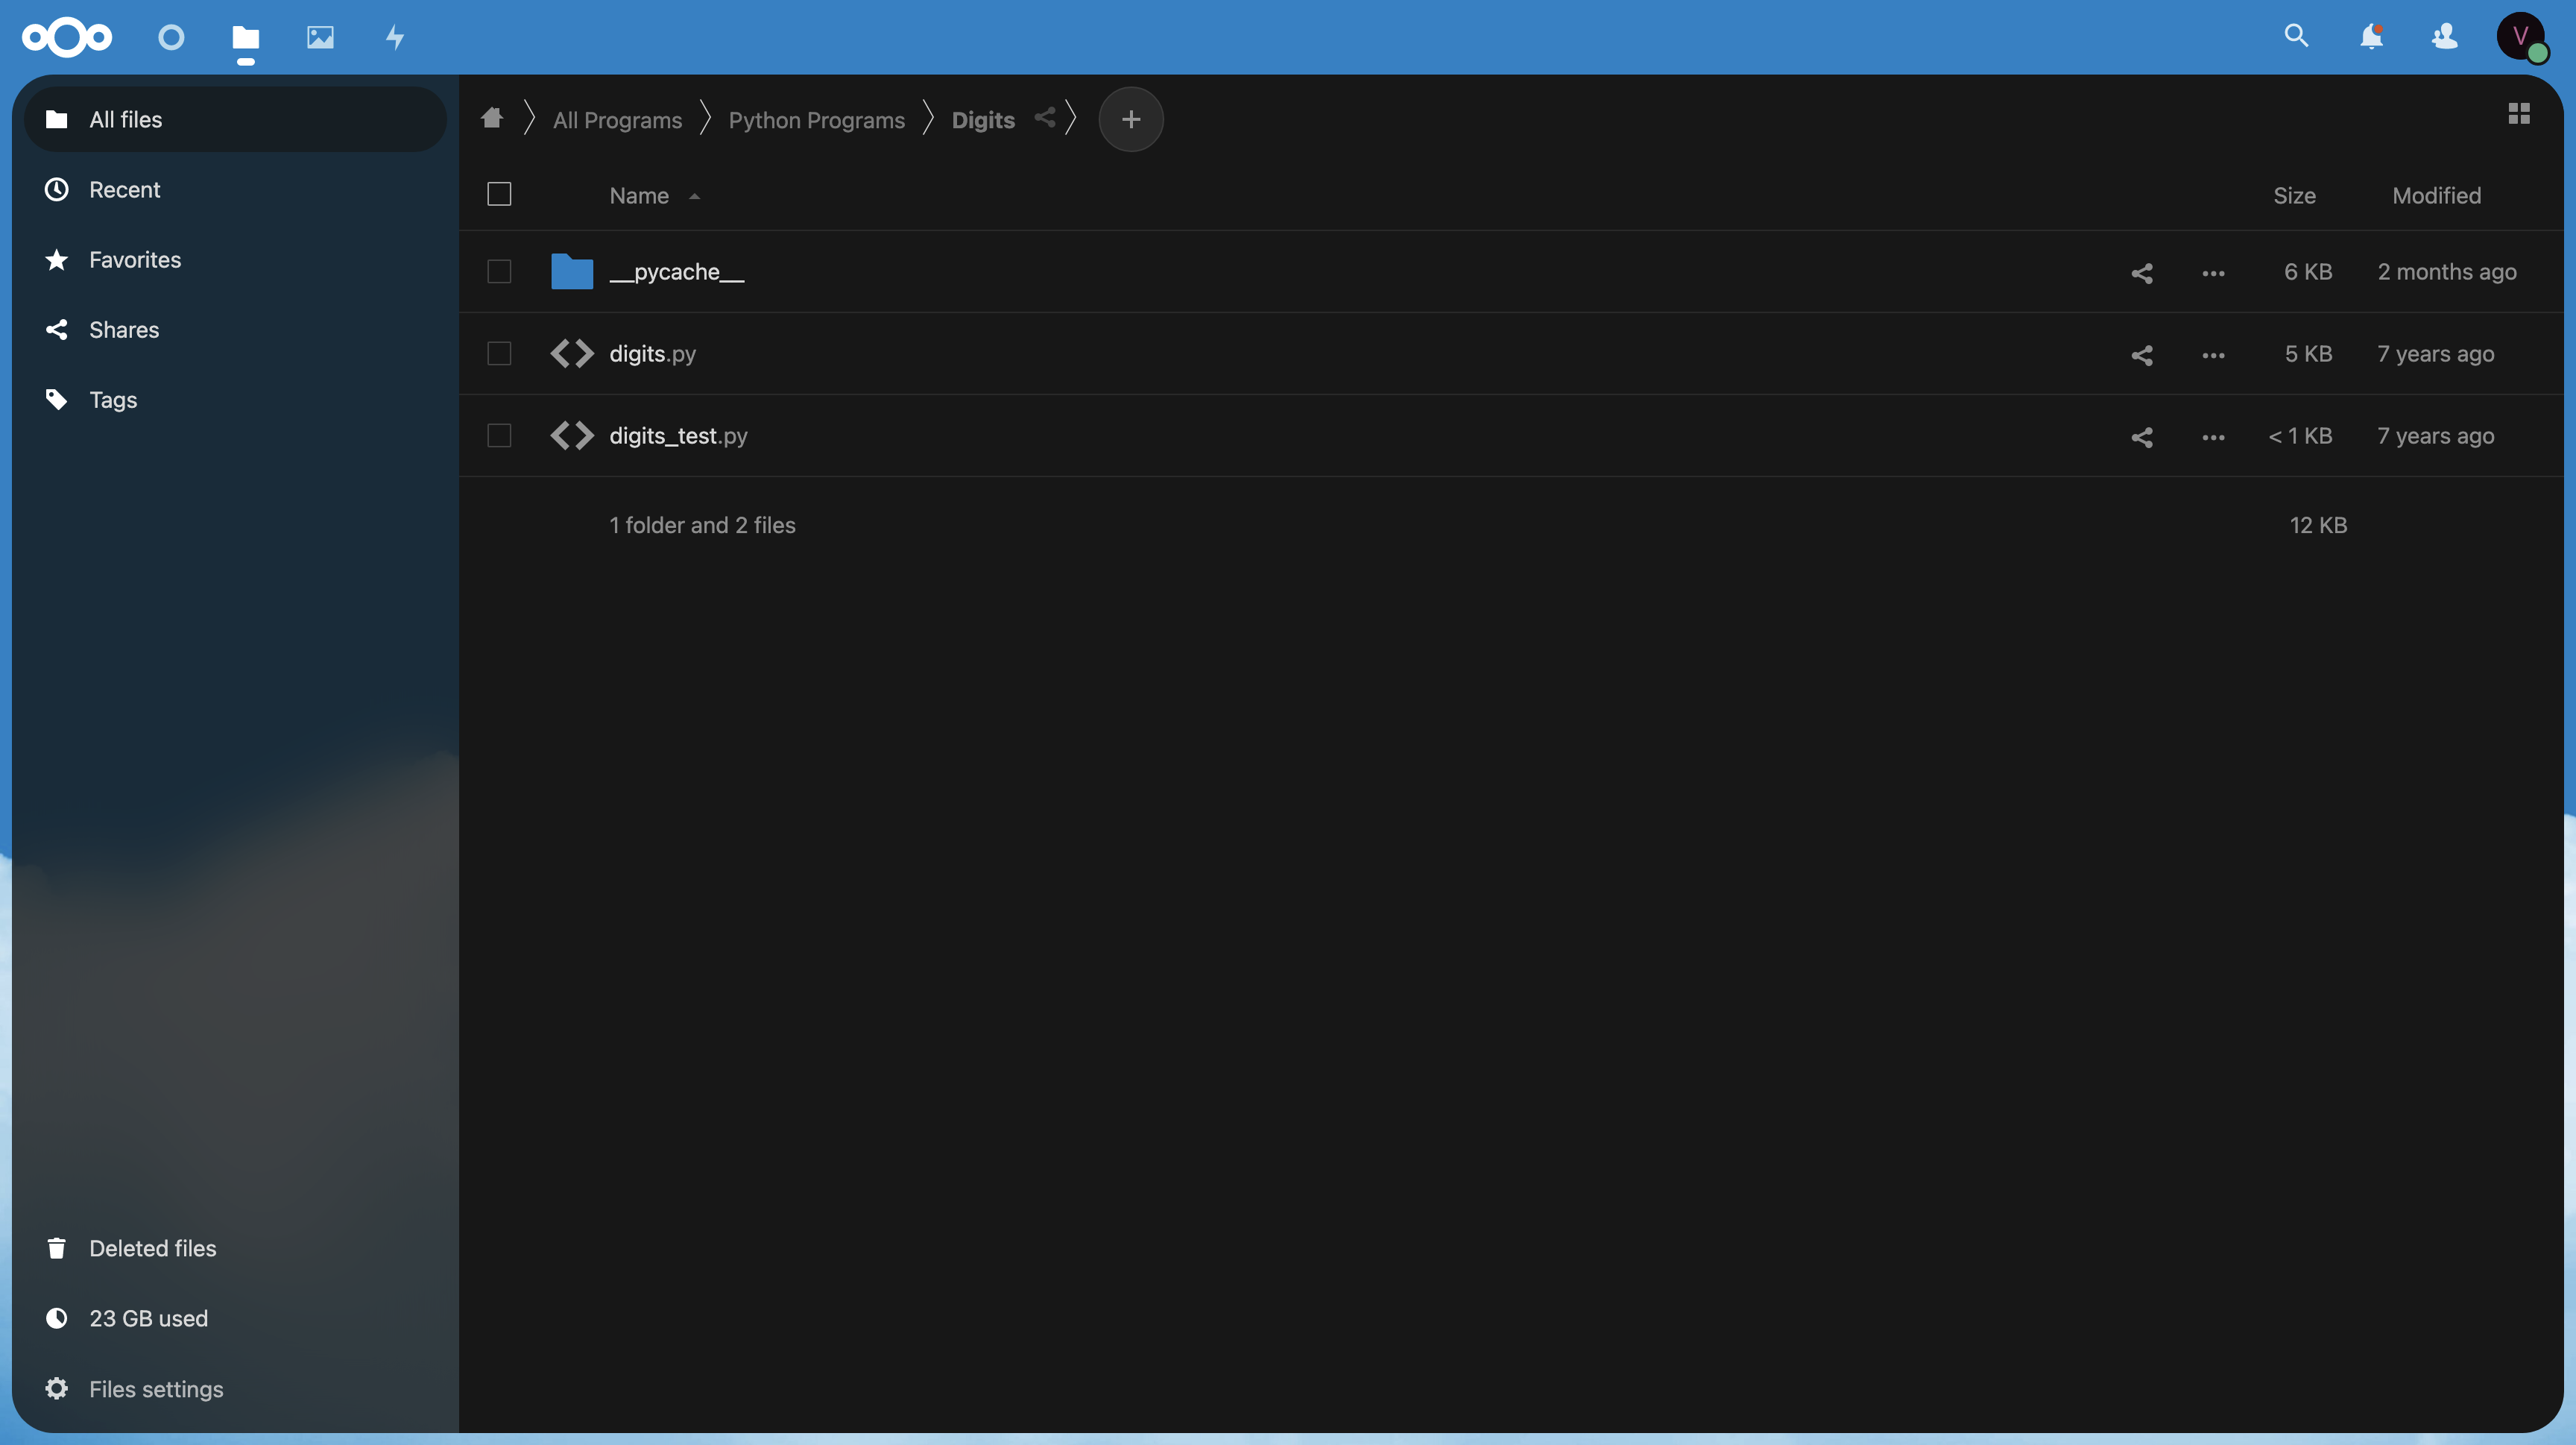 V
All files
Recent
Favorites
Shares
Tags
Deleted files
23 GB used
Files settings
All Programs Python Programs Digits +
Name Size Modified
__pycache__ 6 KB 2 months ago
digits.py 5 KB 7 years ago
digits_test.py < 1 KB 7 years ago
1 folder and 2 files 12 KB